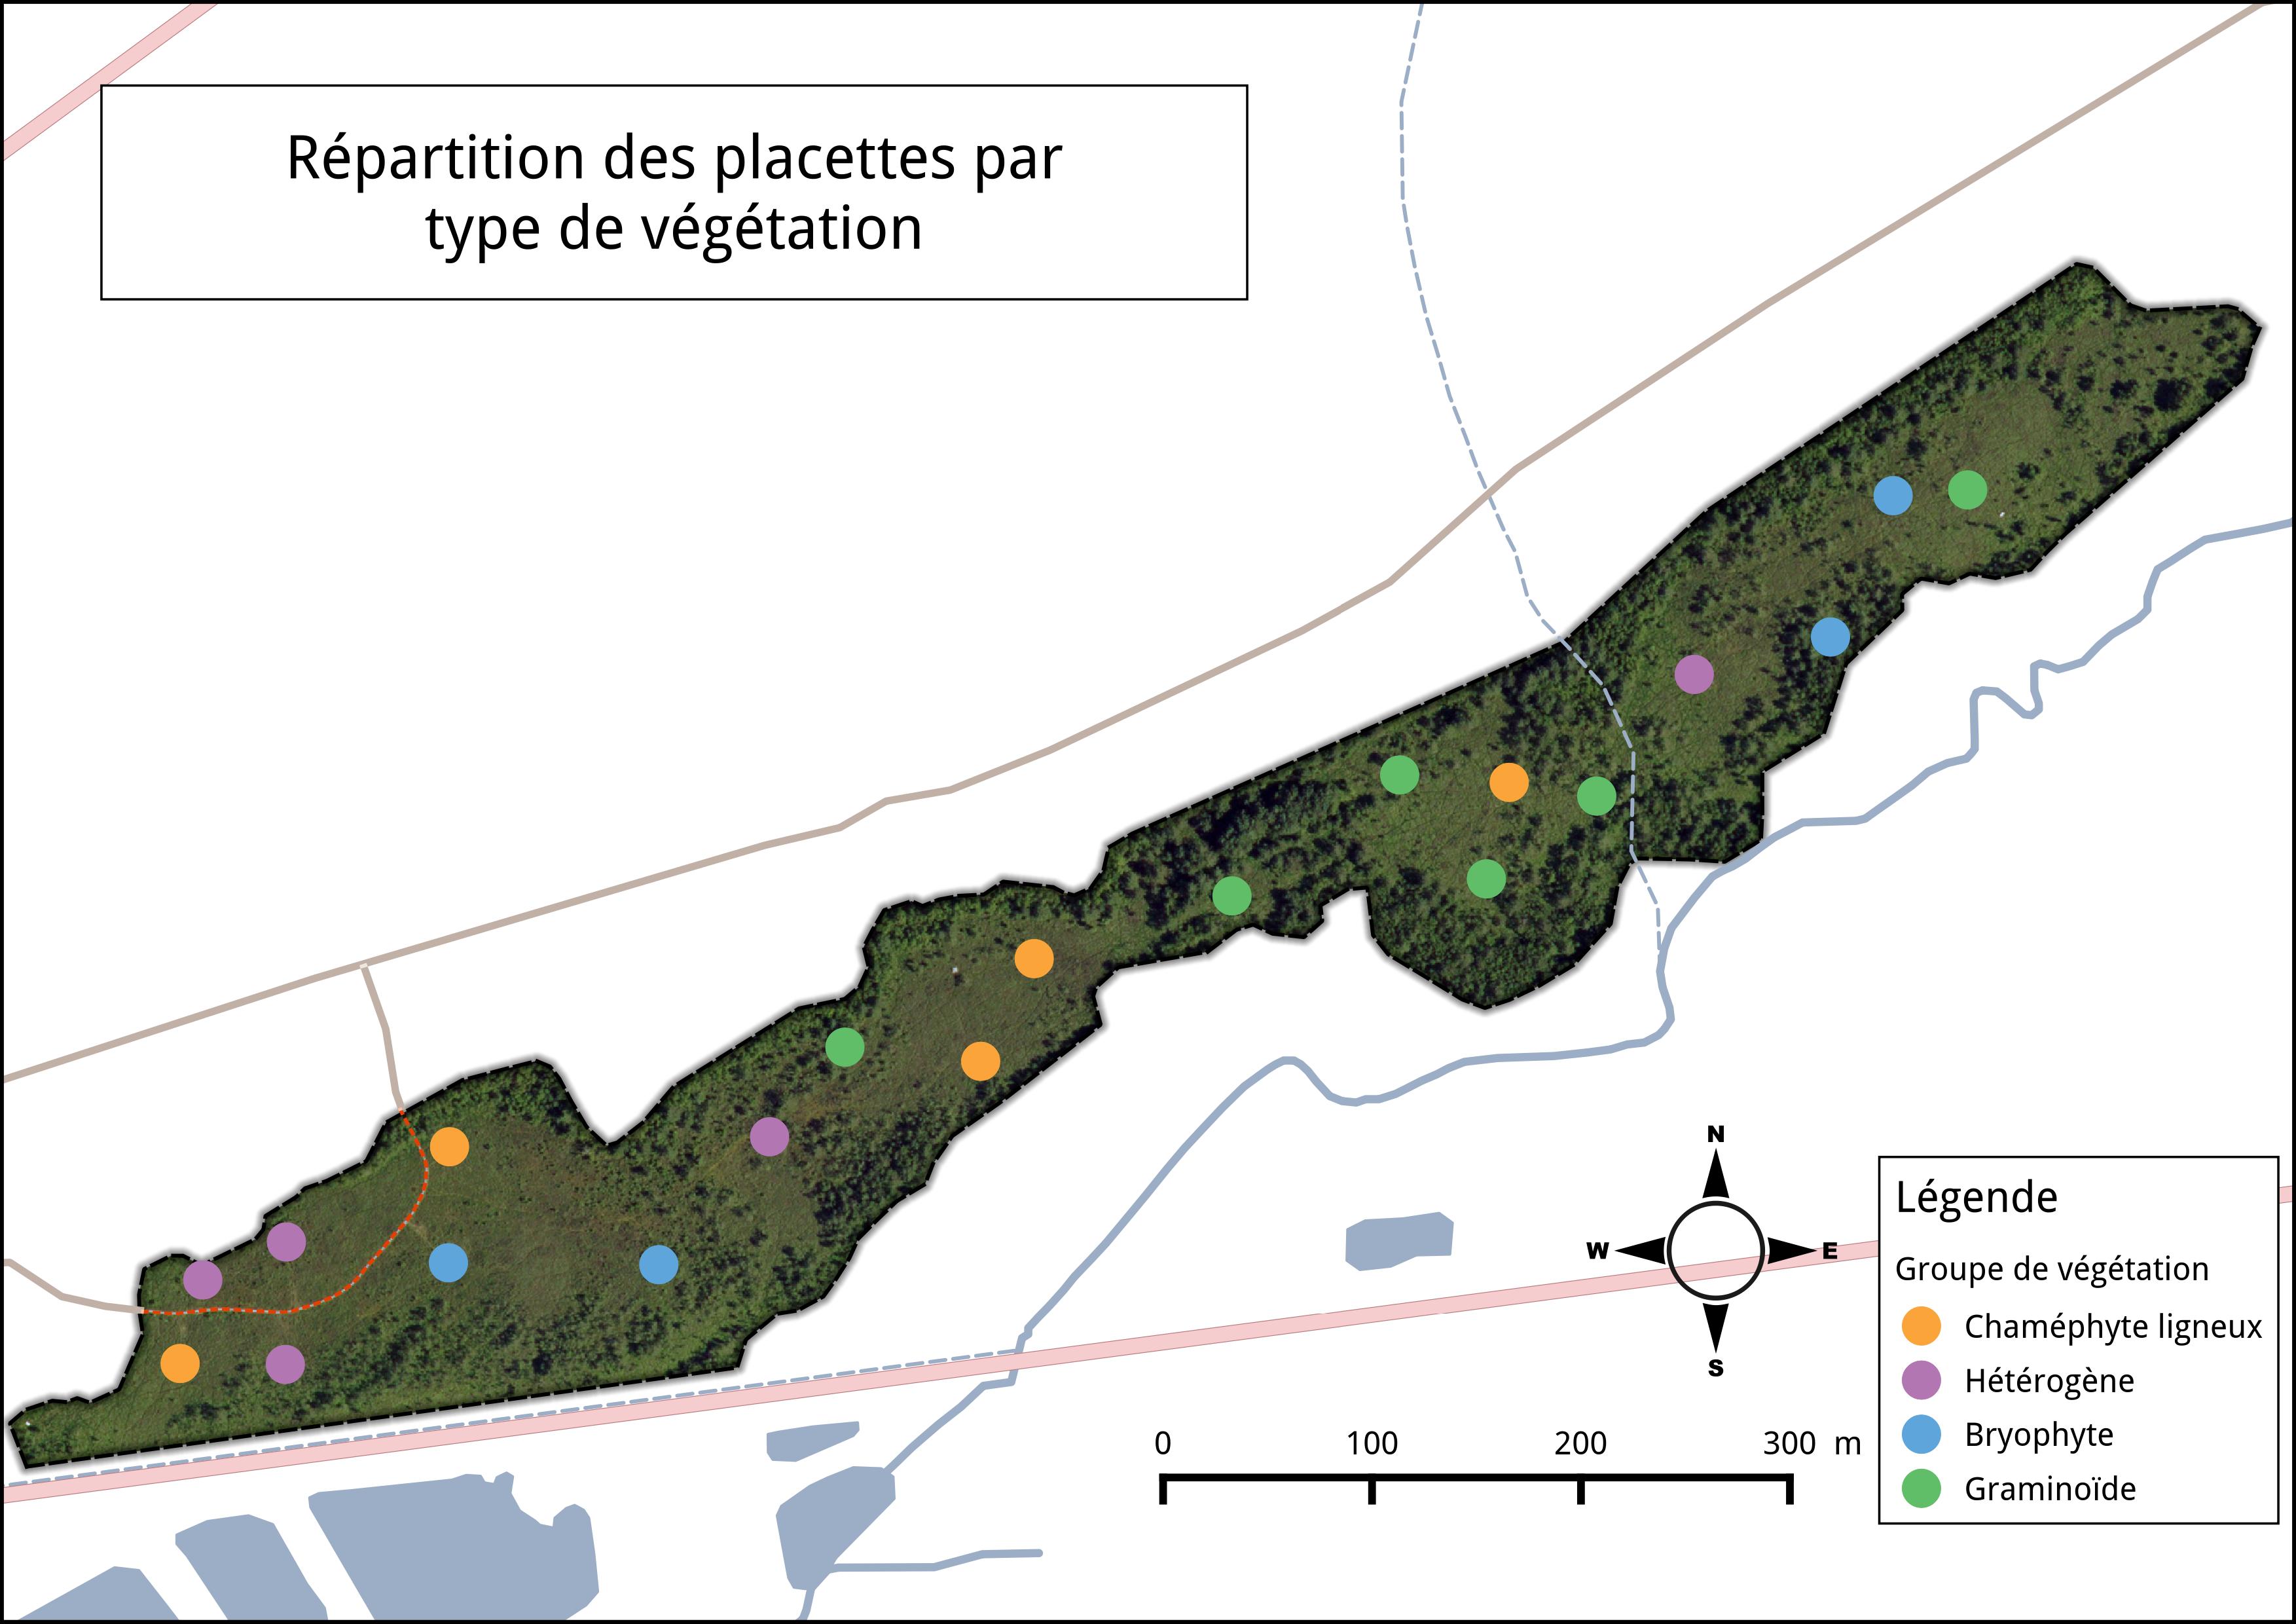 Répartition des placettes par
type de végétation
N
W
E
S
Légende
Groupe de végétation
Chaméphyte ligneux
Hétérogène
Bryophyte
Graminoïde
0 100 200 300 m